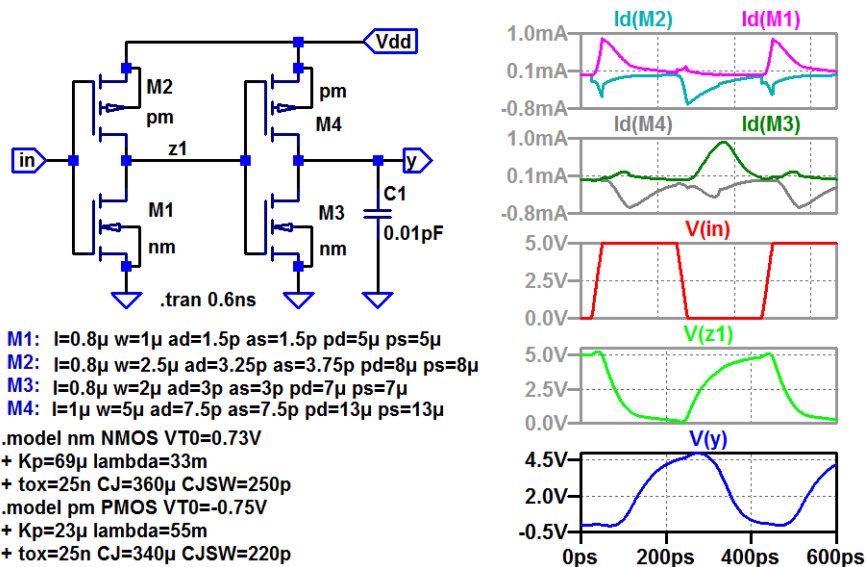 Vdd
M2
pm
pm
M4
in
z1
y
M1
nm
M3
nm
C1
0.01pF
.tran 0.6ns
M1: l=0.8µ w=1µ ad=1.5p as=1.5p pd=5µ ps=5µ
M2: l=0.8µ w=2.5µ ad=3.25p as=3.75p pd=8µ ps=8µ
M3: l=0.8µ w=2µ ad=3p as=3p pd=7µ ps=7µ
M4: l=1µ w=5µ ad=7.5p as=7.5p pd=13µ ps=13µ
.model nm NMOS VT0=0.73V
+ Kp=69µ lambda=33m
+ tox=25n CJ=360µ CJSW=250p
.model pm PMOS VT0=-0.75V
+ Kp=23µ lambda=55m
+ tox=25n CJ=340µ CJSW=220p
Id(M2) Id(M1)
1.0mA
0.1mA
-0.8mA
Id(M4) Id(M3)
1.0mA
0.1mA
-0.8mA
V(in)
5.0V
2.5V
0.0V
V(z1)
5.0V
2.5V
0.0V
V(y)
4.5V
2.0V
-0.5V
0ps 200ps 400ps 600ps